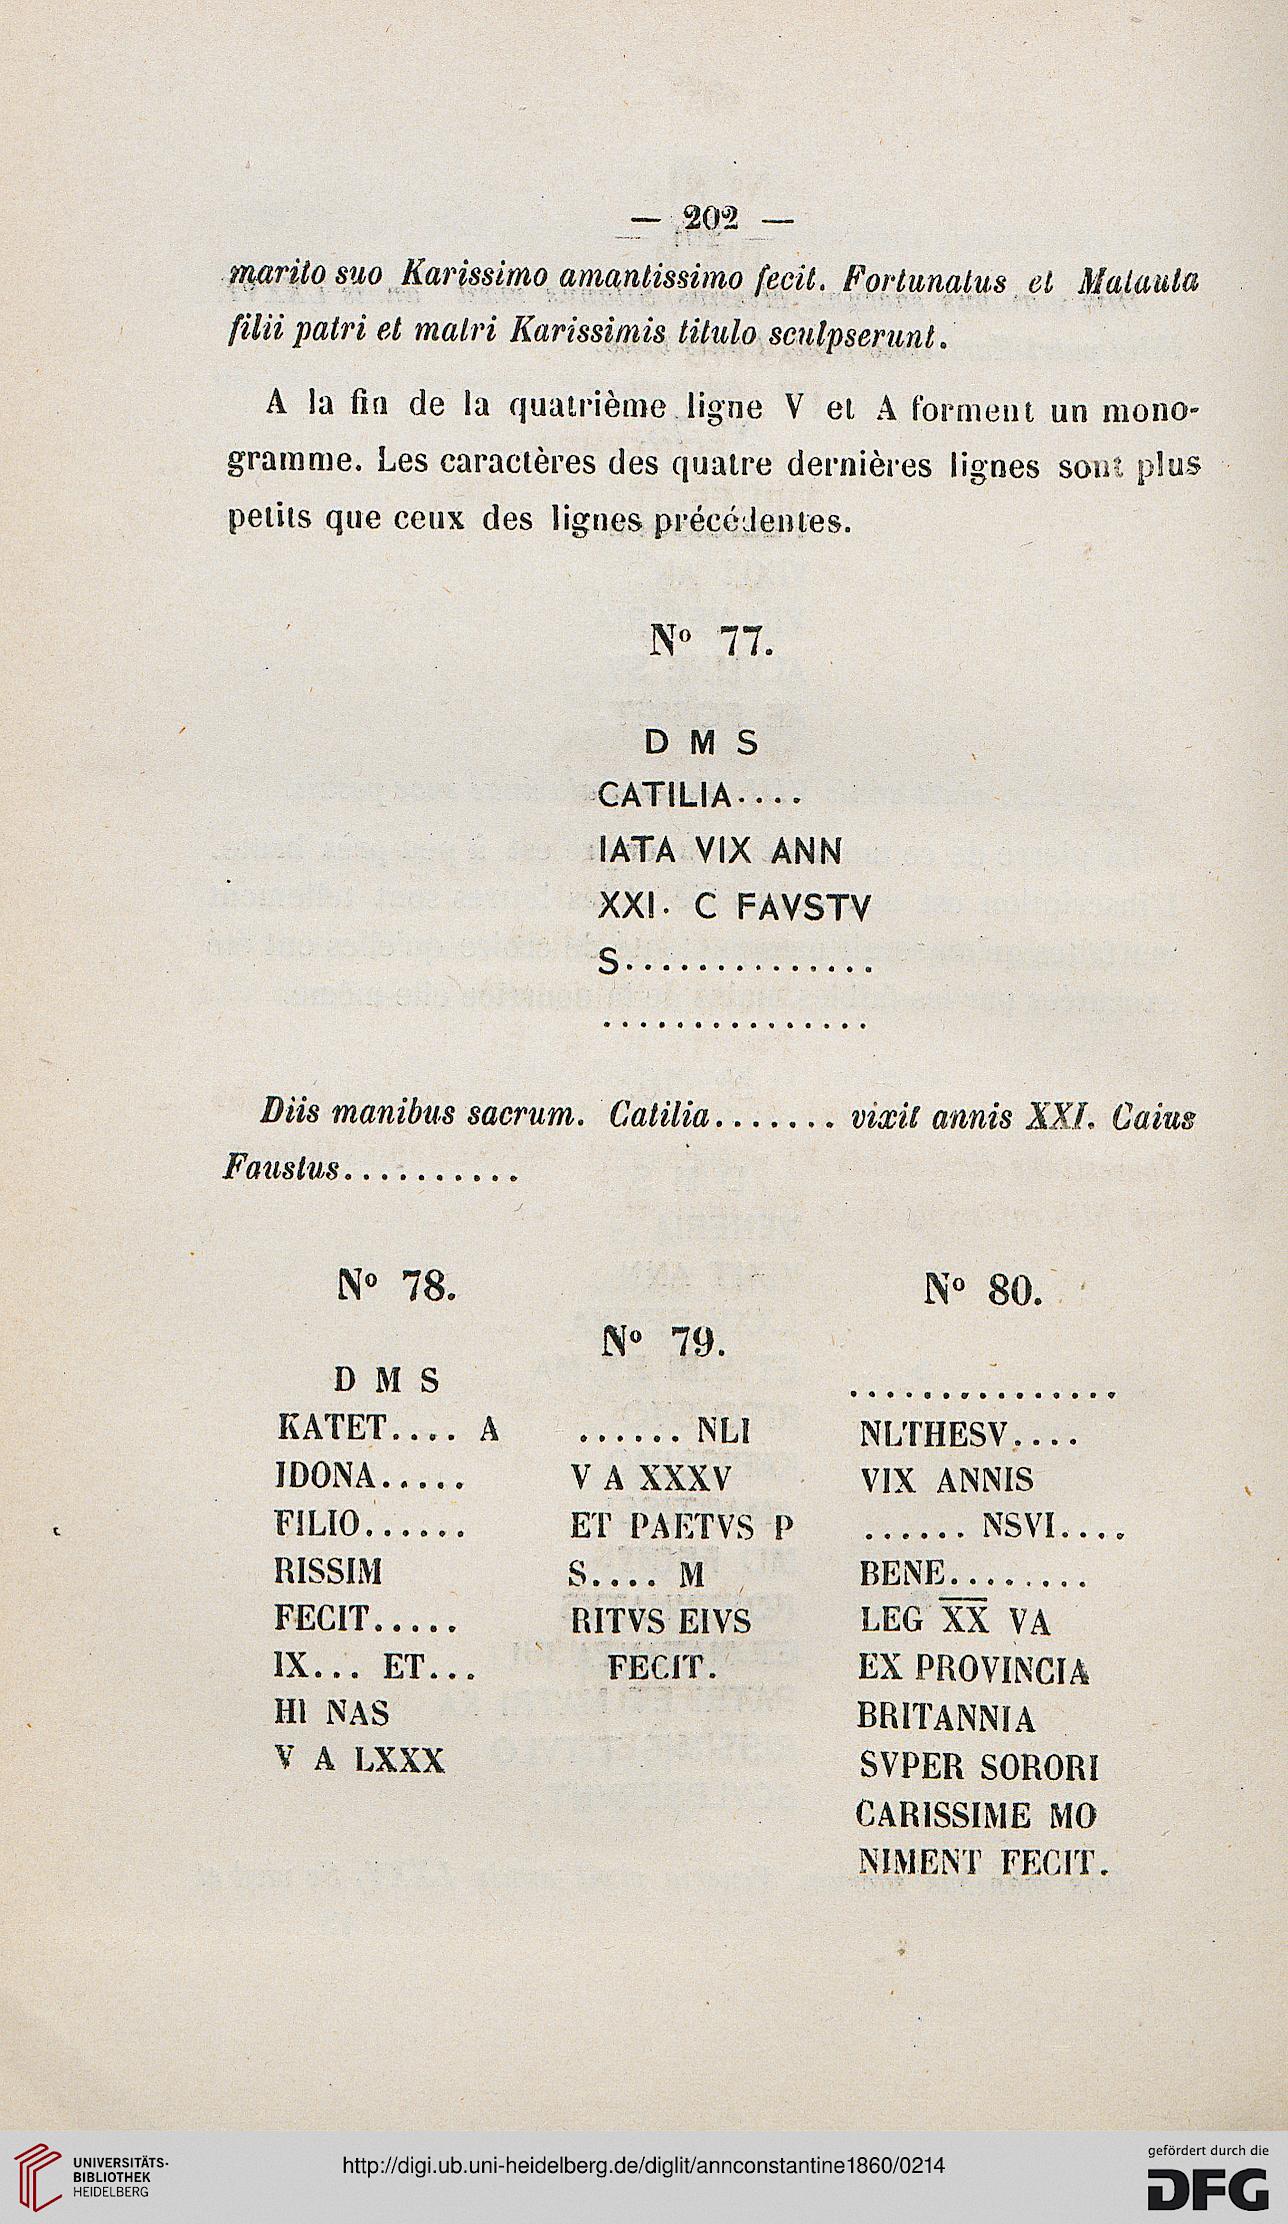 — 202 —
marito suo Karissimo amantissimo fecit. Fortunatus et Matauta
filii patri et matri Karissimis titulo sculpserunt.
A la fin de la quatrième ligne V et A forment un mono-
gramme. Les caractères des quatre dernières lignes sont plus
petits que ceux des lignes précédentes.
N° 77.
D M S
CATILIA....
IATA VIX ANN
XXI. C FAVSTV
S..............
...............
Diis manibus sacrum. Catilia....... vixit annis XXI. Caius
Faustus..........
N° 78.
D M S
KATET.... A
IDONA.....
FILIO......
RISSIM
FECIT.....
IX... ET...
HI NAS
V A LXXX
N° 79.
...... NLI
V A XXXV
ET PAETVS P
S.... M
RITVS EIVS
FECIT.
N° 80.
...............
NLTHESV....
VIX ANNIS
...... NSVI....
BENE........
LEG X̅X̅ VA
EX PROVINCIA
BRITANNIA
SVPER SORORI
CARISSIME MO
NIMENT FECIT.
UNIVERSITÄTS-
BIBLIOTHEK
HEIDELBERG
http://digi.ub.uni-heidelberg.de/diglit/annconstantine1860/0214
gefördert durch die
DFG